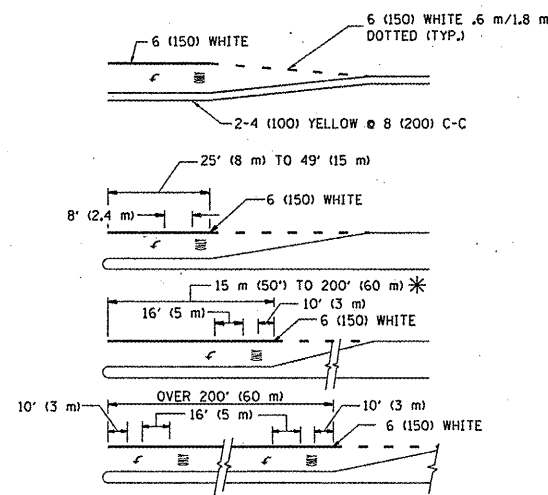 6 (150) WHITE .6 m/1.8 m
DOTTED (TYP.)
6 (150) WHITE
ONLY
2-4 (100) YELLOW @ 8 (200) C-C
25' (8 m) TO 49' (15 m)
6 (150) WHITE
8' (2.4 m)
ONLY
15 m (50') TO 200' (60 m) *
16' (5 m)
10' (3 m)
6 (150) WHITE
ONLY
OVER 200' (60 m)
10' (3 m)
16' (5 m)
10' (3 m)
6 (150) WHITE
ONLY
ONLY